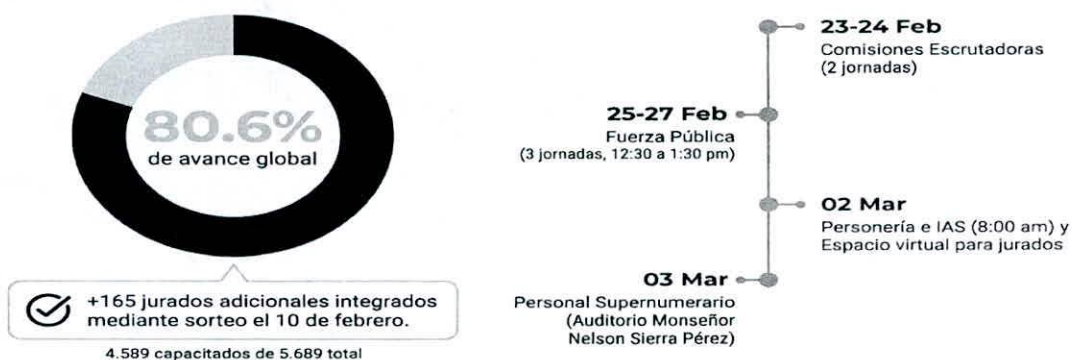 80.6%
de avance global
+165 jurados adicionales integrados
mediante sorteo el 10 de febrero.
4.589 capacitados de 5.689 total
23-24 Feb
Comisiones Escrutadoras
(2 jornadas)
25-27 Feb
Fuerza Pública
(3 jornadas, 12:30 a 1:30 pm)
02 Mar
Personería e IAS (8:00 am) y
Espacio virtual para jurados
03 Mar
Personal Supernumerario
(Auditorio Monseñor
Nelson Sierra Pérez)